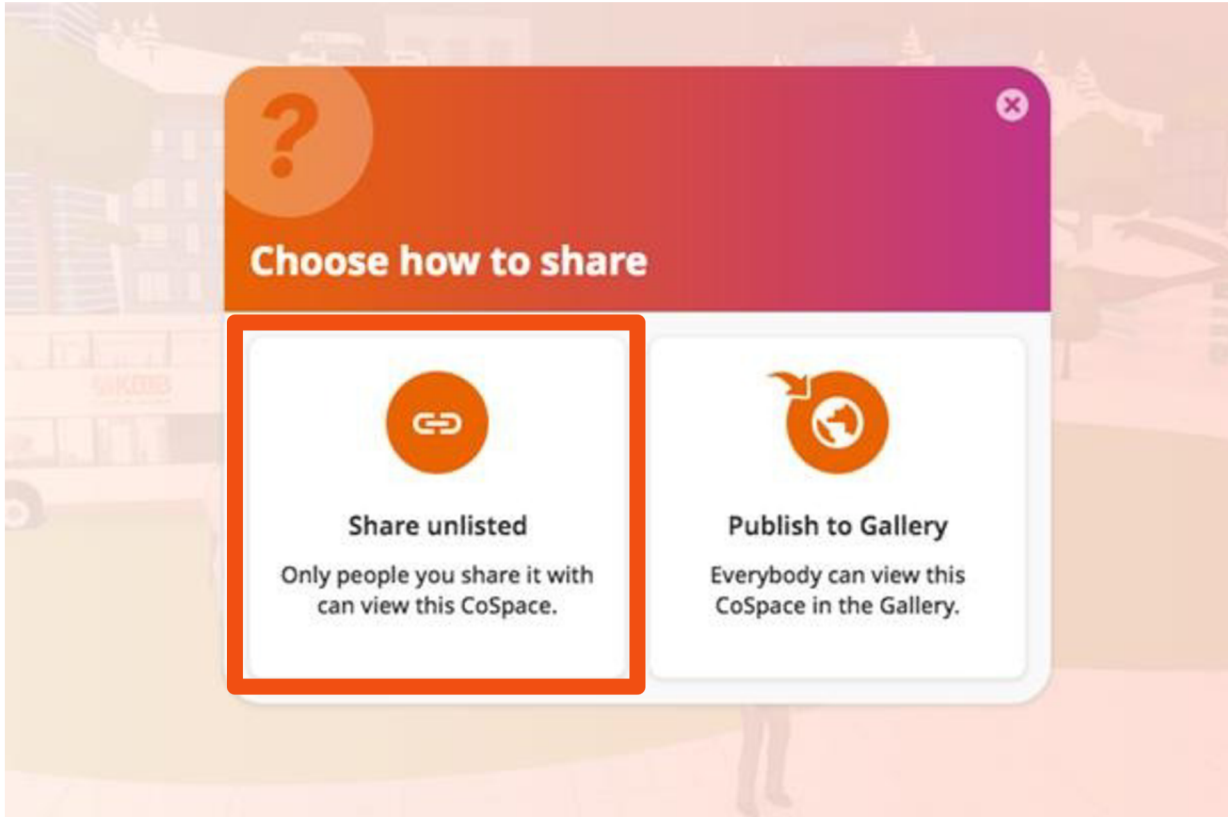 ?
Choose how to share
Share unlisted
Only people you share it with
can view this CoSpace.
Publish to Gallery
Everybody can view this
CoSpace in the Gallery.